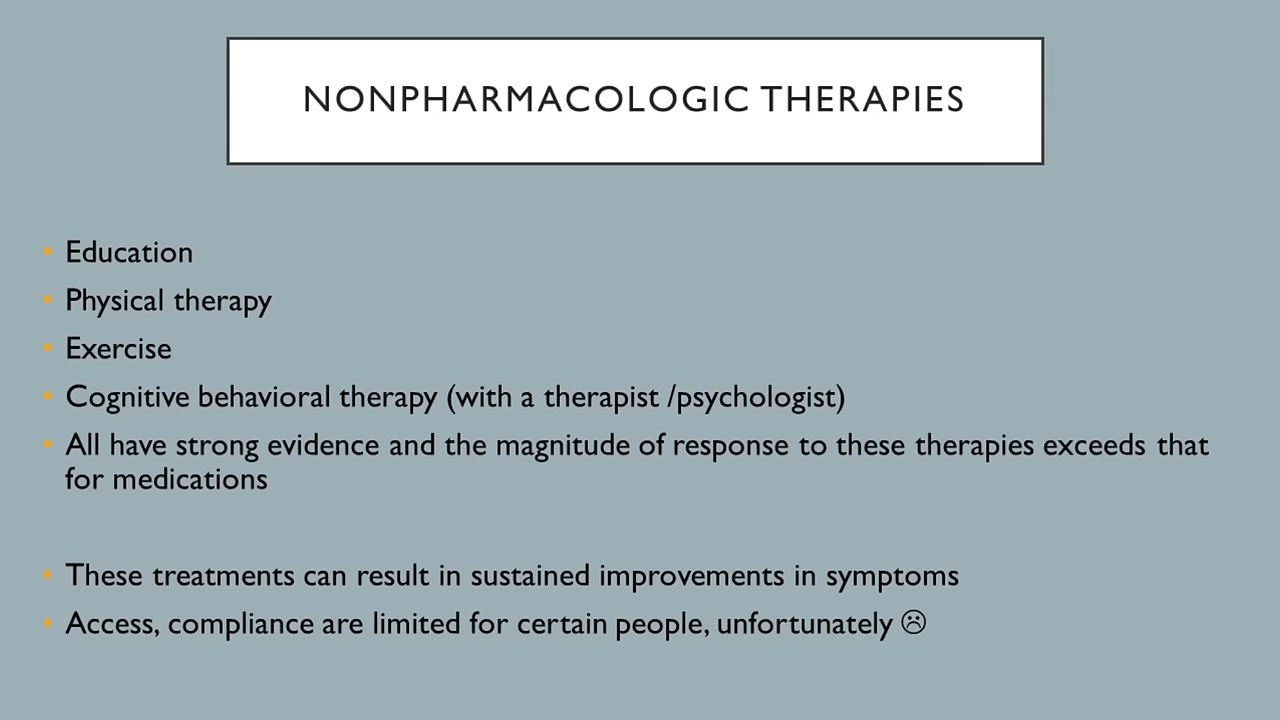 NONPHARMACOLOGIC THERAPIES
• Education
• Physical therapy
• Exercise
• Cognitive behavioral therapy (with a therapist /psychologist)
• All have strong evidence and the magnitude of response to these therapies exceeds that
for medications
• These treatments can result in sustained improvements in symptoms
• Access, compliance are limited for certain people, unfortunately ☹